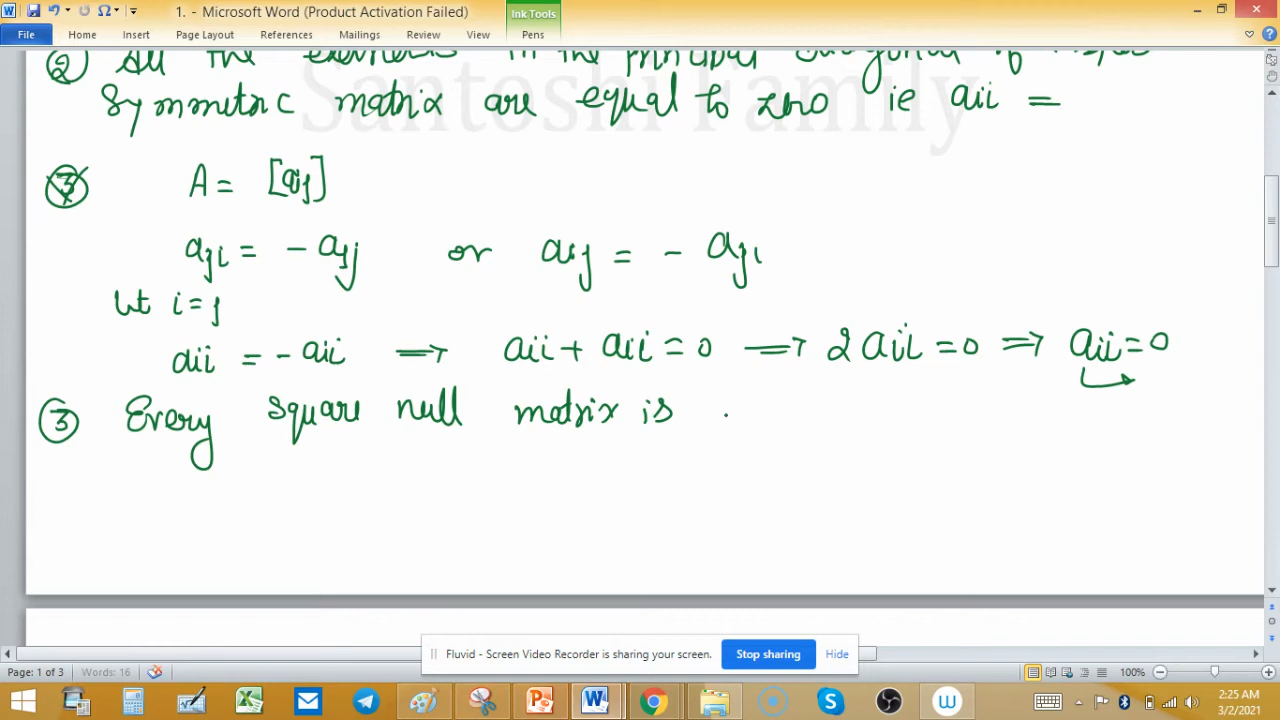 1. - Microsoft Word (Product Activation Failed)
Ink Tools
File Home Insert Page Layout References Mailings Review View Pens
② All the elements in the principal diagonal of
Symmetric matrix are equal to zero ie aii =
Santoshi Family
③ A = [aij]
aji = - aij or aij = - aji
let i = j
aii = - aii ⟹ aii + aii = 0 ⟹ 2 aii = 0 ⟹ aii = 0
③ Every square null matrix is
Fluvid - Screen Video Recorder is sharing your screen. Stop sharing Hide
Page: 1 of 3 Words: 16 100%
2:25 AM
3/2/2021